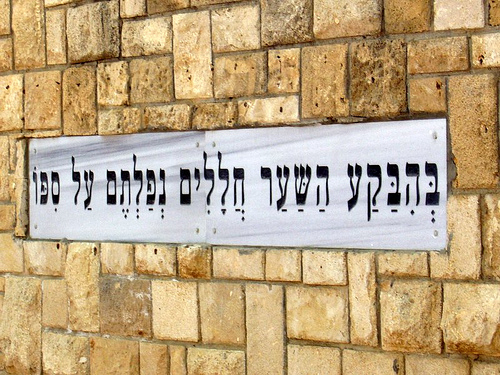 בְּהִבַּקַע הַשַּׁעַר חֲלָלִים נְפַלְתֶּם עַל סִפּוֹ